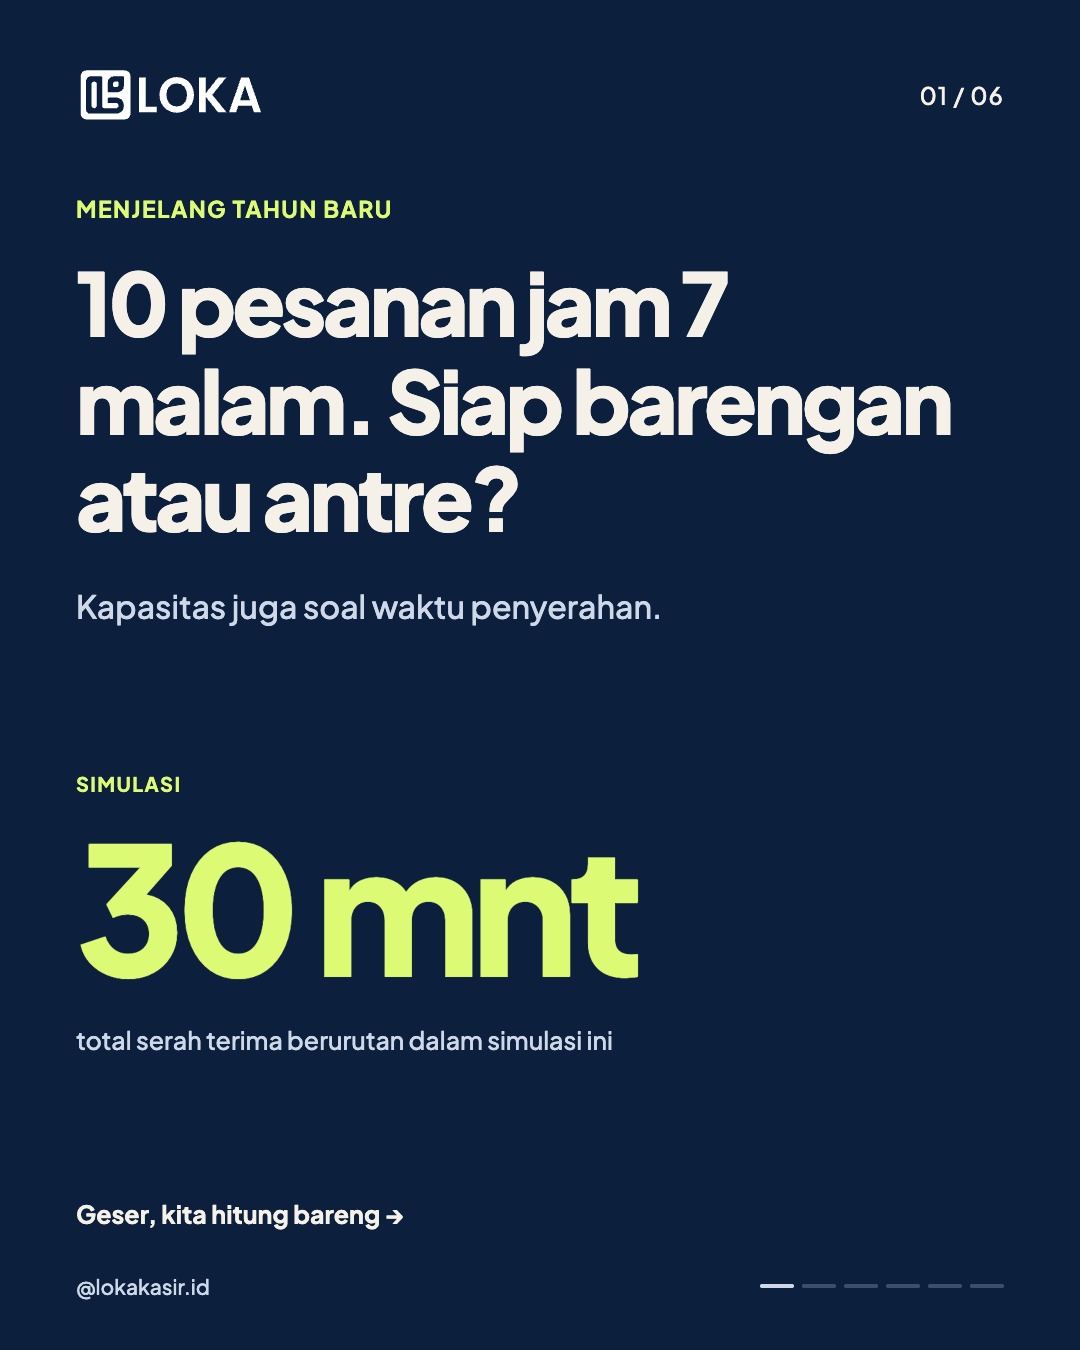 LOKA
01 / 06
MENJELANG TAHUN BARU
10 pesanan jam 7
malam. Siap barengan
atau antre?
Kapasitas juga soal waktu penyerahan.
SIMULASI
30 mnt
total serah terima berurutan dalam simulasi ini
Geser, kita hitung bareng →
@lokakasir.id